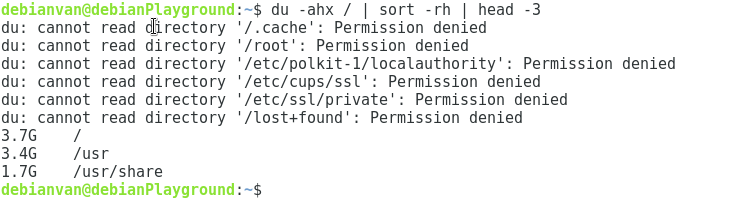 debianvan@debianPlayground:~$ du -ahx / | sort -rh | head -3
du: cannot read directory '/.cache': Permission denied
du: cannot read directory '/root': Permission denied
du: cannot read directory '/etc/polkit-1/localauthority': Permission denied
du: cannot read directory '/etc/cups/ssl': Permission denied
du: cannot read directory '/etc/ssl/private': Permission denied
du: cannot read directory '/lost+found': Permission denied
3.7G    /
3.4G    /usr
1.7G    /usr/share
debianvan@debianPlayground:~$